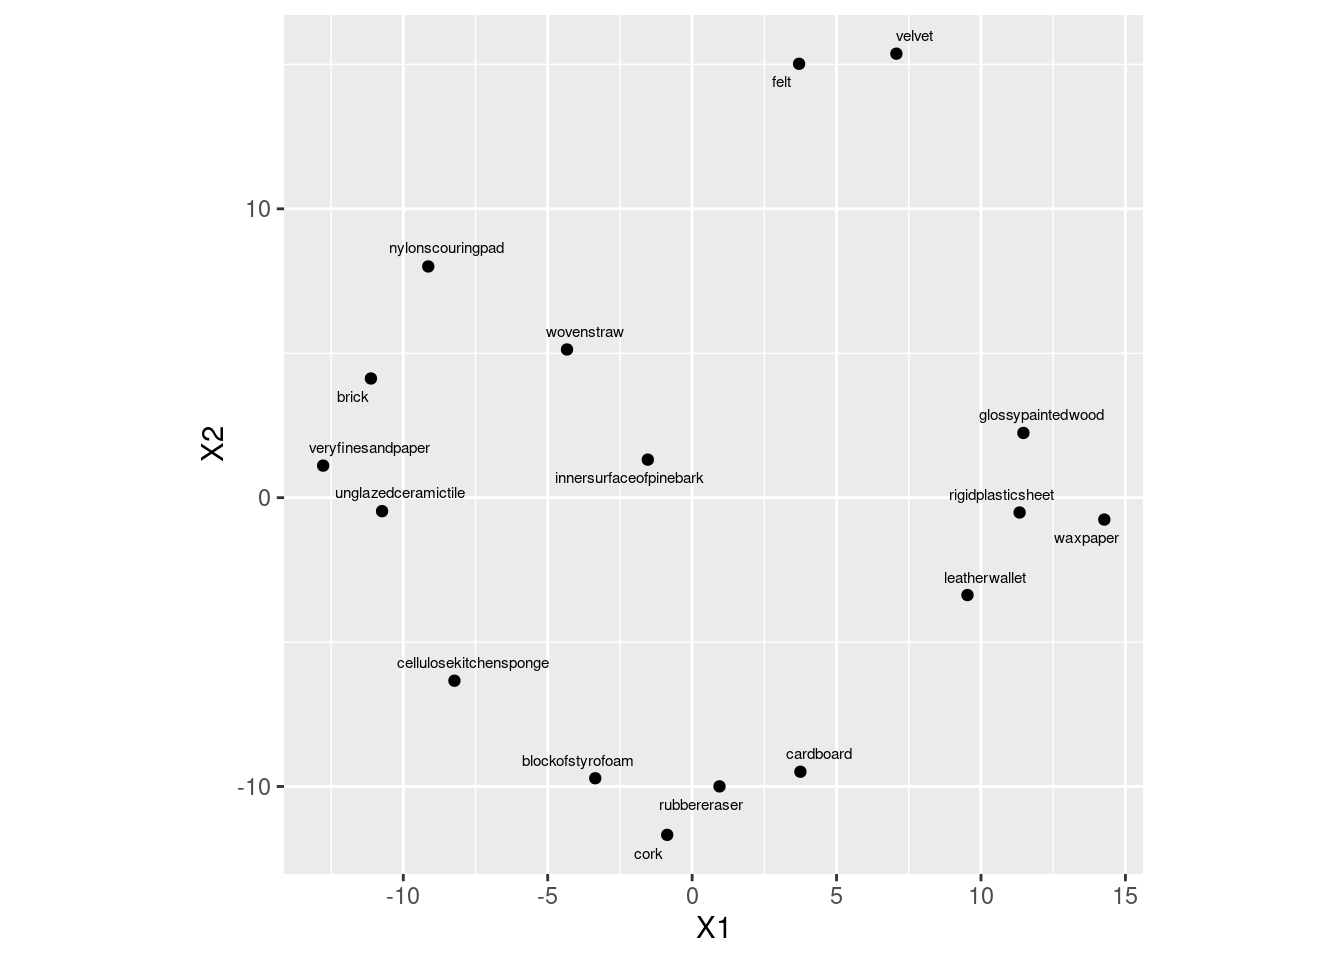 velvet
felt
10
nylonscouringpad
wovenstraw
brick
glossypaintedwood
X2
veryfinesandpaper
innersurfaceofpinebark
0
unglazedceramictile
rigidplasticsheet
waxpaper
leatherwallet
cellulosekitchensponge
cardboard
blockofstyrofoam
-10
rubbereraser
cork
-10
-5
0
5
10
15
X1